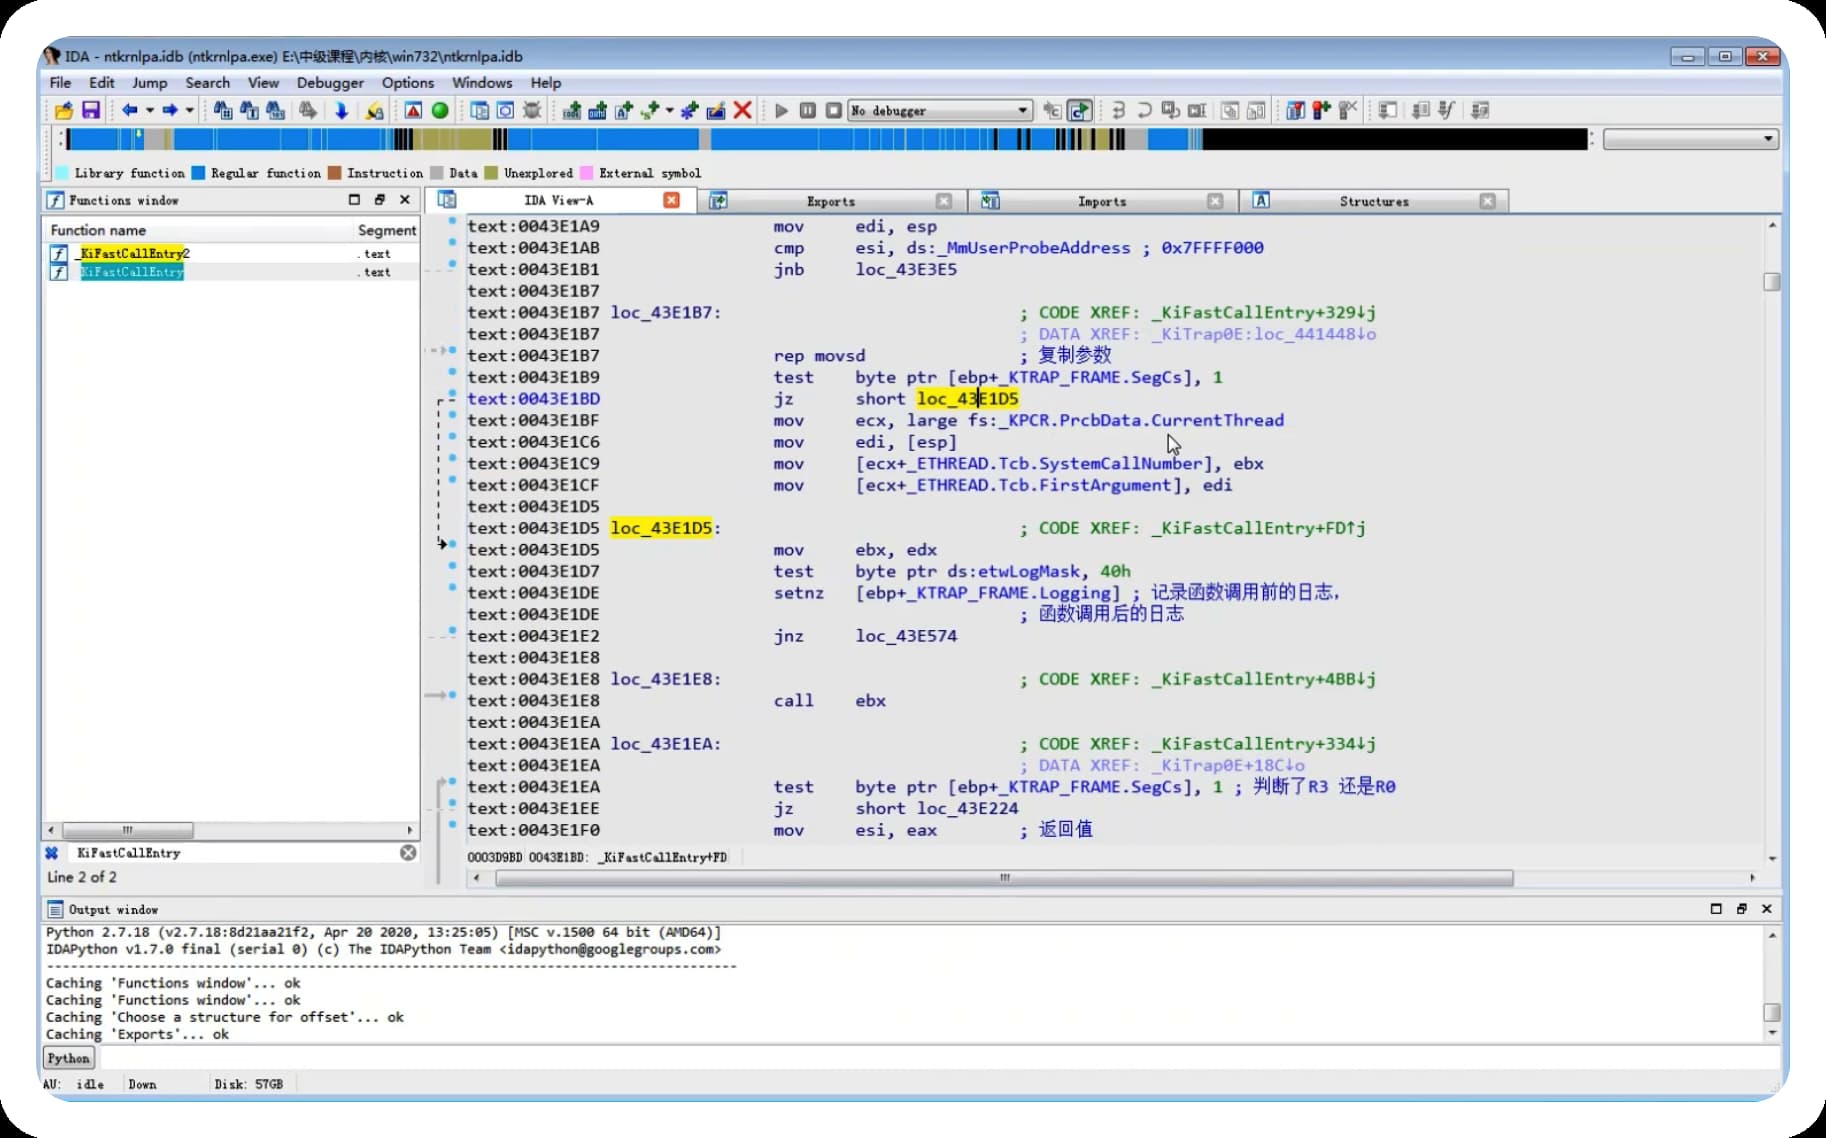 IDA - ntkrnlpa.idb (ntkrnlpa.exe) E:\中级课程\内核\win732\ntkrnlpa.idb
File Edit Jump Search View Debugger Options Windows Help
No debugger
Library function Regular function Instruction Data Unexplored External symbol
Functions window
IDA View-A
Exports
Imports
Structures
Function name Segment
_KiFastCallEntry2 .text
_KiFastCallEntry .text
text:0043E1A9 mov edi, esp
text:0043E1AB cmp esi, ds:_MmUserProbeAddress ; 0x7FFFF000
text:0043E1B1 jnb loc_43E3E5
text:0043E1B7
text:0043E1B7 loc_43E1B7: ; CODE XREF: _KiFastCallEntry+329↓j
text:0043E1B7 ; DATA XREF: _KiTrap0E:loc_441448↓o
text:0043E1B7 rep movsd ; 复制参数
text:0043E1B9 test byte ptr [ebp+_KTRAP_FRAME.SegCs], 1
text:0043E1BD jz short loc_43E1D5
text:0043E1BF mov ecx, large fs:_KPCR.PrcbData.CurrentThread
text:0043E1C6 mov edi, [esp]
text:0043E1C9 mov [ecx+_ETHREAD.Tcb.SystemCallNumber], ebx
text:0043E1CF mov [ecx+_ETHREAD.Tcb.FirstArgument], edi
text:0043E1D5
text:0043E1D5 loc_43E1D5: ; CODE XREF: _KiFastCallEntry+FD↑j
text:0043E1D5 mov ebx, edx
text:0043E1D7 test byte ptr ds:etwLogMask, 40h
text:0043E1DE setnz [ebp+_KTRAP_FRAME.Logging] ; 记录函数调用前的日志,
text:0043E1DE ; 函数调用后的日志
text:0043E1E2 jnz loc_43E574
text:0043E1E8
text:0043E1E8 loc_43E1E8: ; CODE XREF: _KiFastCallEntry+4BB↓j
text:0043E1E8 call ebx
text:0043E1EA
text:0043E1EA loc_43E1EA: ; CODE XREF: _KiFastCallEntry+334↓j
text:0043E1EA ; DATA XREF: _KiTrap0E+18C↓o
text:0043E1EA test byte ptr [ebp+_KTRAP_FRAME.SegCs], 1 ; 判断了R3 还是R0
text:0043E1EE jz short loc_43E224
text:0043E1F0 mov esi, eax ; 返回值
KiFastCallEntry
0003D9BD 0043E1BD: _KiFastCallEntry+FD
Line 2 of 2
Output window
Python 2.7.18 (v2.7.18:8d21aa21f2, Apr 20 2020, 13:25:05) [MSC v.1500 64 bit (AMD64)]
IDAPython v1.7.0 final (serial 0) (c) The IDAPython Team <idapython@googlegroups.com>
---------------------------------------------------------------------------------
Caching 'Functions window'... ok
Caching 'Functions window'... ok
Caching 'Choose a structure for offset'... ok
Caching 'Exports'... ok
Python
AU: idle Down Disk: 57GB